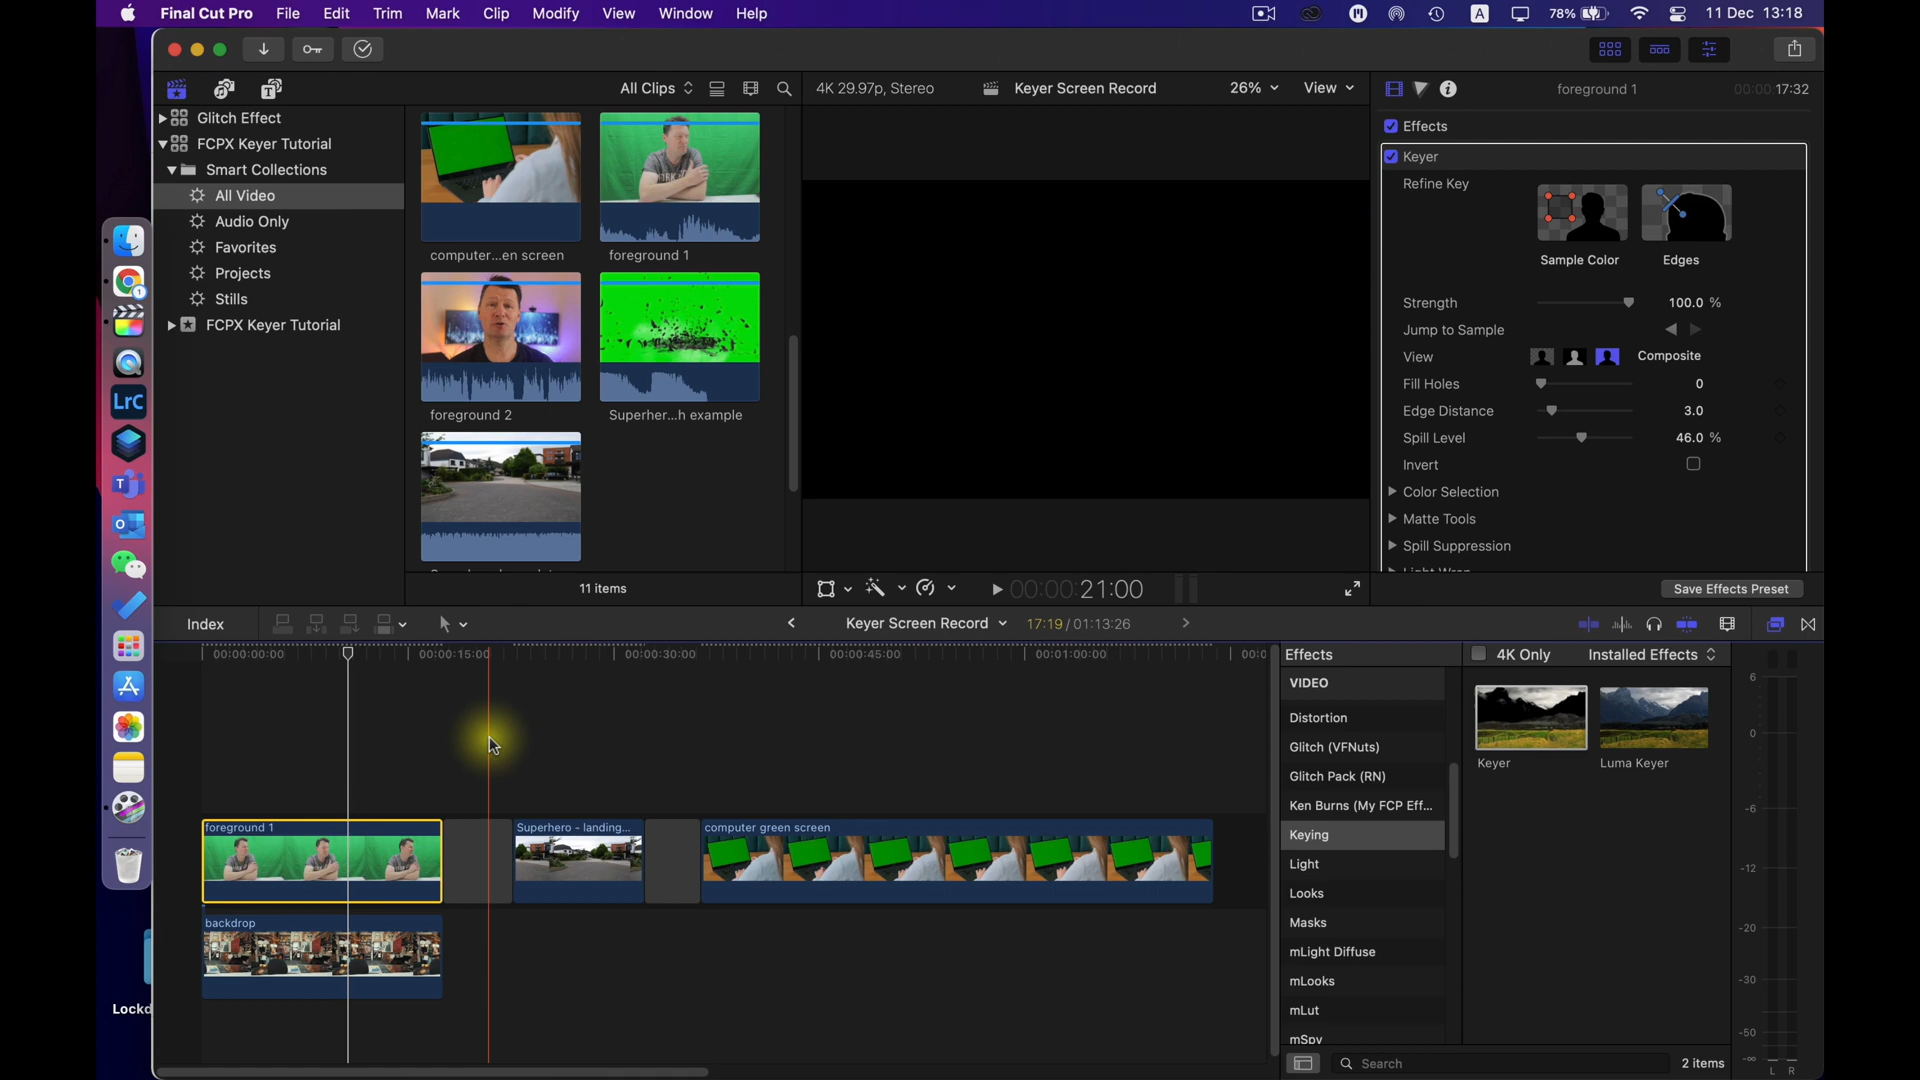 Final Cut Pro File Edit Trim Mark Clip Modify View Window Help A 78% 11 Dec 13:18
All Clips 4K 29.97p, Stereo Keyer Screen Record 26% View foreground 1 00:00:17:32
Glitch Effect
FCPX Keyer Tutorial
Smart Collections
All Video
Audio Only
Favorites
Projects
Stills
FCPX Keyer Tutorial
computer...en screen foreground 1
foreground 2 Superher...h example
11 items
00:00:21:00
Effects
Keyer
Refine Key
Sample Color Edges
Strength 100.0 %
Jump to Sample
View Composite
Fill Holes 0
Edge Distance 3.0
Spill Level 46.0 %
Invert
Color Selection
Matte Tools
Spill Suppression
Save Effects Preset
LrC
Index Keyer Screen Record 17:19 / 01:13:26
00:00:00:00 00:00:15:00 00:00:30:00 00:00:45:00 00:01:00:00 00:0
foreground 1 Superhero - landing... computer green screen
backdrop
Effects 4K Only Installed Effects
VIDEO
Distortion
Glitch (VFNuts)
Glitch Pack (RN)
Ken Burns (My FCP Eff...
Keying
Light
Looks
Masks
mLight Diffuse
mLooks
mLut
mSpy
Keyer Luma Keyer
Search 2 items
6
0
-6
-12
-20
-30
-50
-∞
L R
Lockd